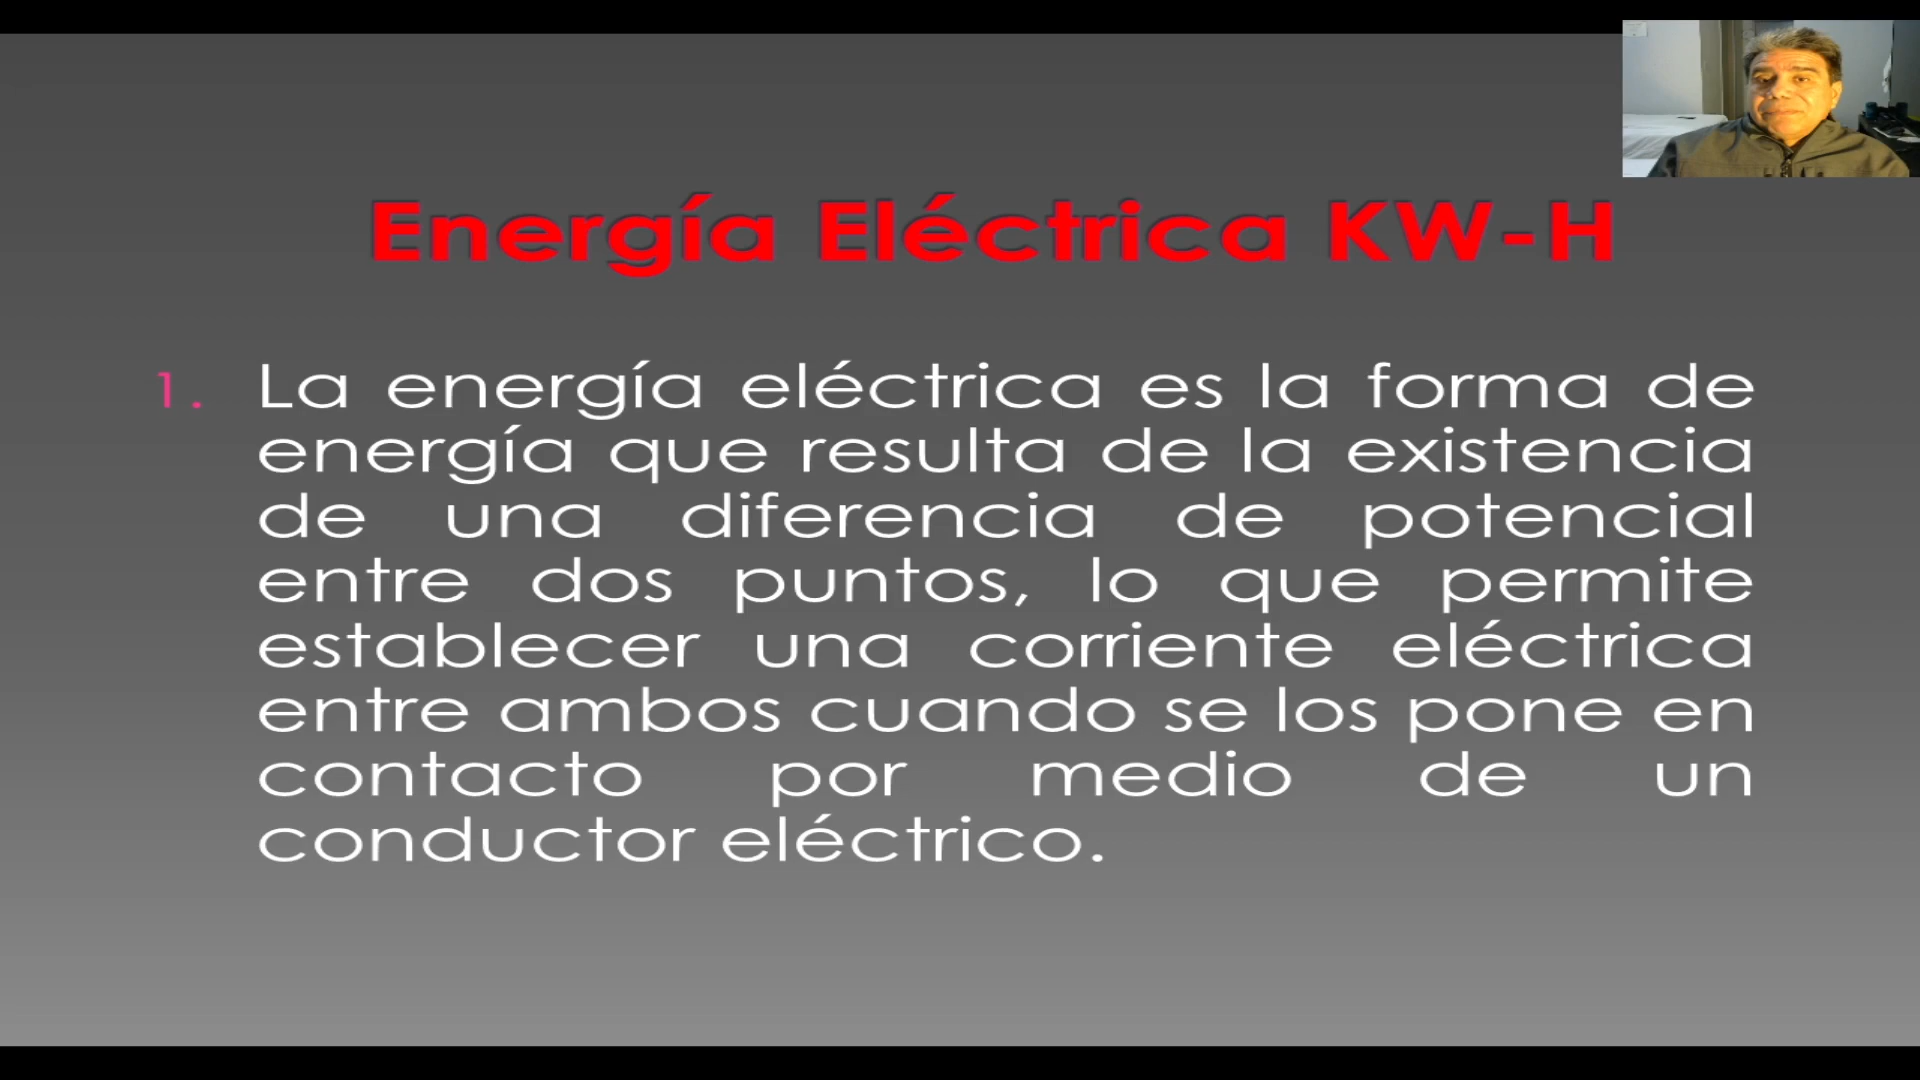 Energía Eléctrica KW-H
1. La energía eléctrica es la forma de
energía que resulta de la existencia
de una diferencia de potencial
entre dos puntos, lo que permite
establecer una corriente eléctrica
entre ambos cuando se los pone en
contacto por medio de un
conductor eléctrico.